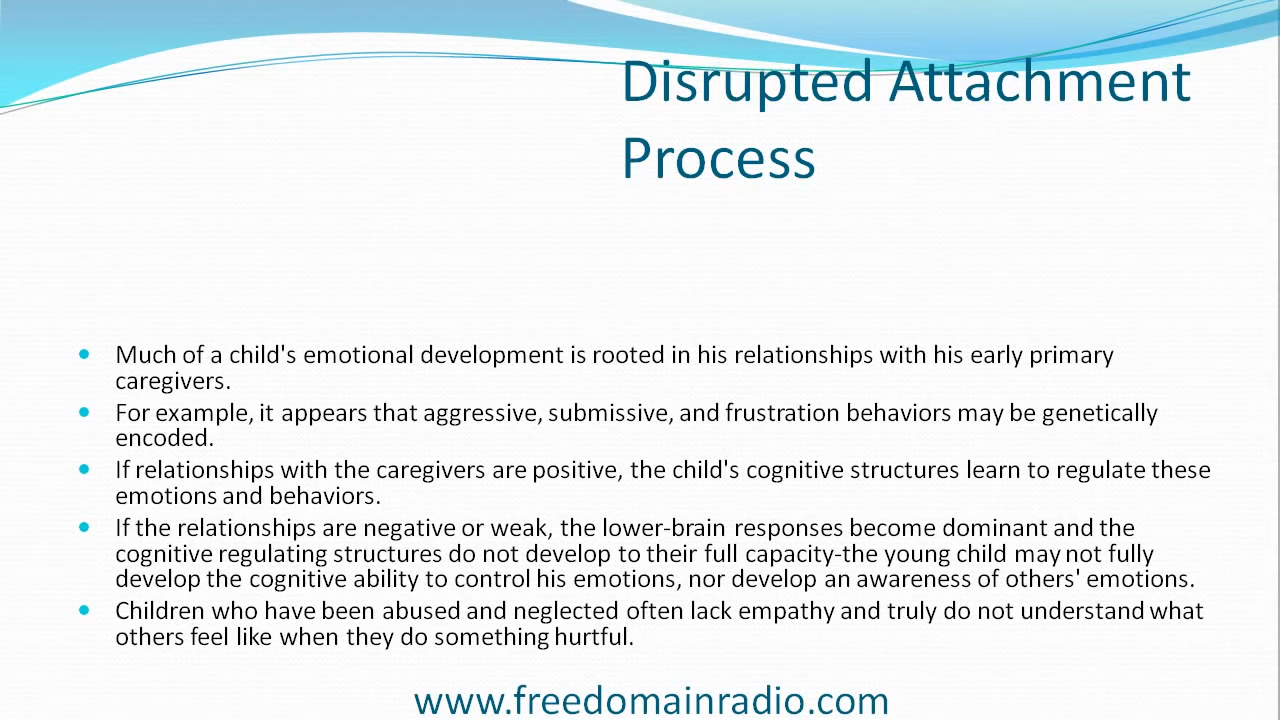 Disrupted Attachment
Process
Much of a child's emotional development is rooted in his relationships with his early primary
caregivers.
For example, it appears that aggressive, submissive, and frustration behaviors may be genetically
encoded.
If relationships with the caregivers are positive, the child's cognitive structures learn to regulate these
emotions and behaviors.
If the relationships are negative or weak, the lower-brain responses become dominant and the
cognitive regulating structures do not develop to their full capacity-the young child may not fully
develop the cognitive ability to control his emotions, nor develop an awareness of others' emotions.
Children who have been abused and neglected often lack empathy and truly do not understand what
others feel like when they do something hurtful.
www.freedomainradio.com